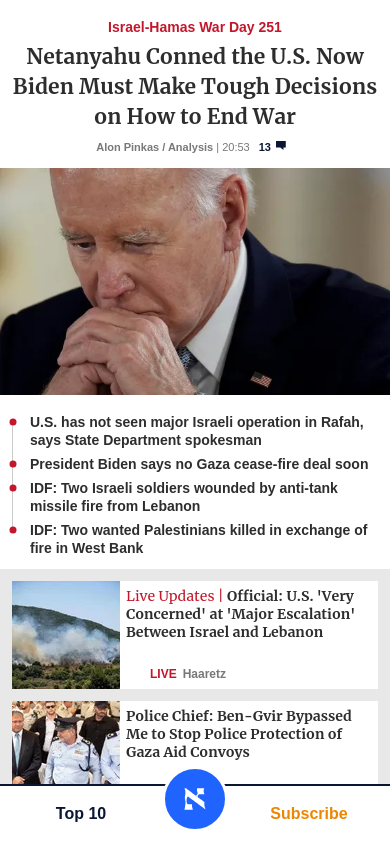 Israel-Hamas War Day 251
Netanyahu Conned the U.S. Now
Biden Must Make Tough Decisions
on How to End War
Alon Pinkas / Analysis | 20:53 13
U.S. has not seen major Israeli operation in Rafah,
says State Department spokesman
President Biden says no Gaza cease-fire deal soon
IDF: Two Israeli soldiers wounded by anti-tank
missile fire from Lebanon
IDF: Two wanted Palestinians killed in exchange of
fire in West Bank
Live Updates | Official: U.S. 'Very
Concerned' at 'Major Escalation'
Between Israel and Lebanon
LIVE Haaretz
Police Chief: Ben-Gvir Bypassed
Me to Stop Police Protection of
Gaza Aid Convoys
Top 10
א
Subscribe